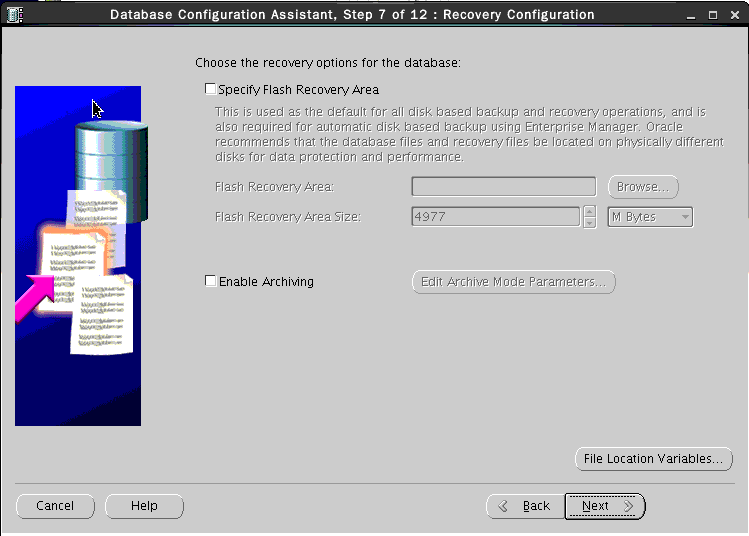 Database Configuration Assistant, Step 7 of 12 : Recovery Configuration
Choose the recovery options for the database:
Specify Flash Recovery Area
This is used as the default for all disk based backup and recovery operations, and is
also required for automatic disk based backup using Enterprise Manager. Oracle
recommends that the database files and recovery files be located on physically different
disks for data protection and performance.
Flash Recovery Area:
Browse...
Flash Recovery Area Size:
4977
M Bytes
Enable Archiving
Edit Archive Mode Parameters...
File Location Variables...
Cancel
Help
Back
Next